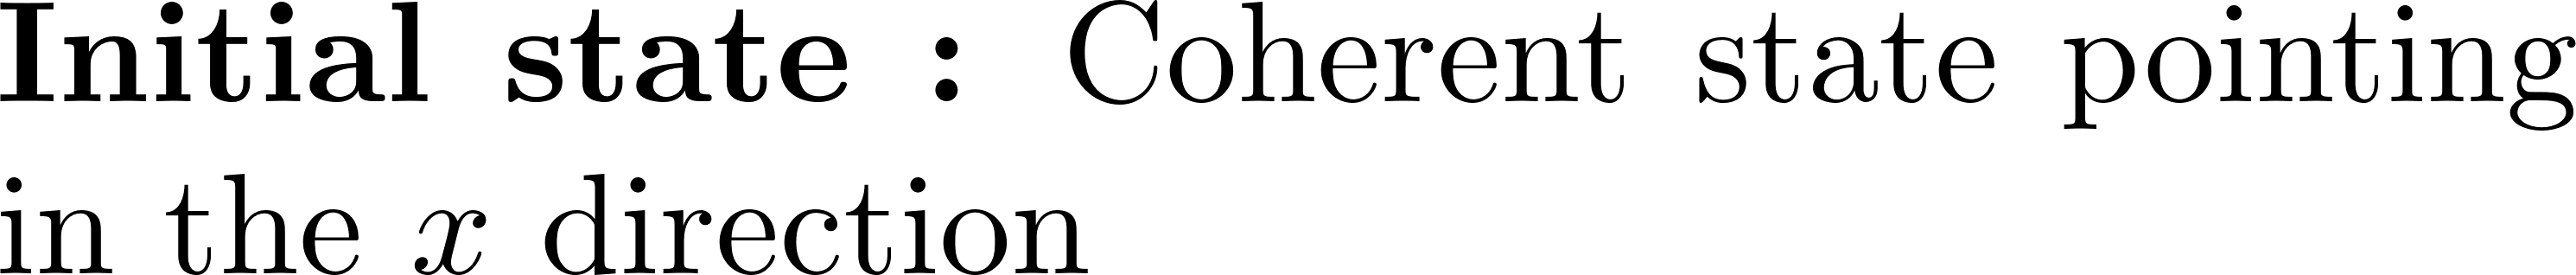 Initial state : Coherent state pointing
in the x direction